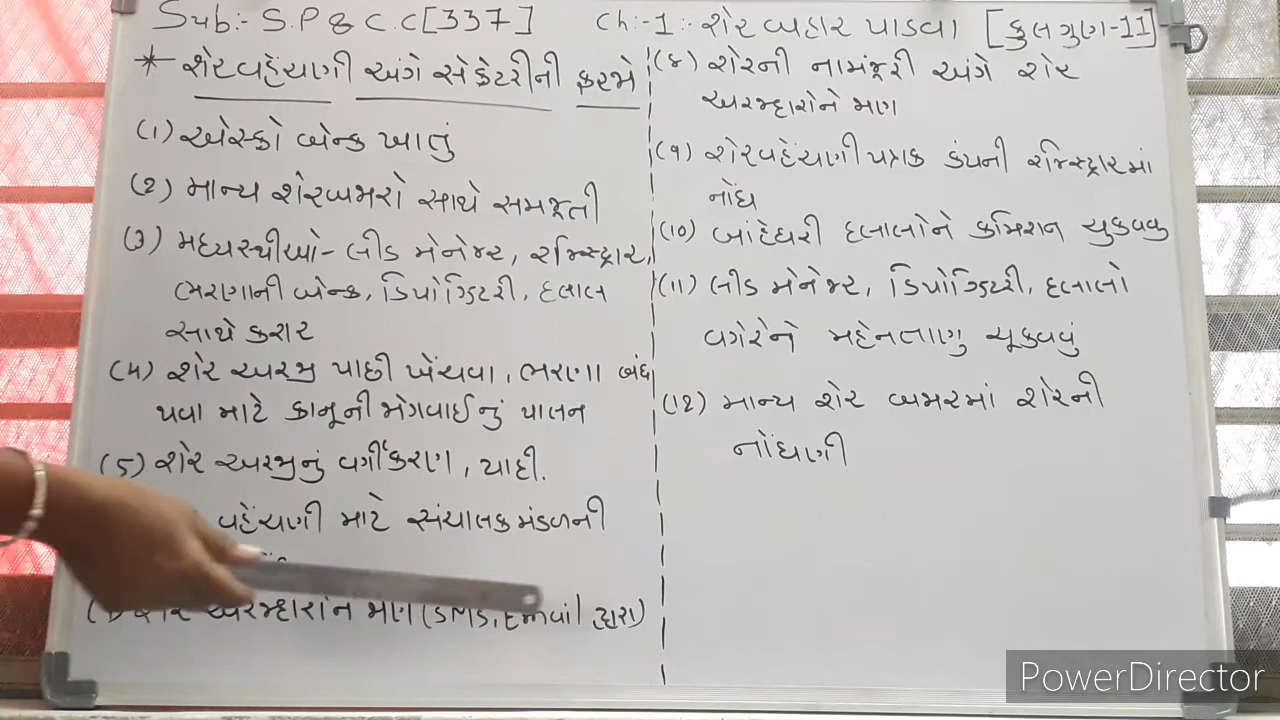 Sub:- S.P & C.C [337] Ch:-1:- શેર બહાર પાડવા [કુલ ગુણ-11]
* શેરવહેંચણી અંગે સેક્રેટરીની ફરજો
(1) એસ્ક્રો બેન્ક ખાતું
(2) માન્ય શેરબજારો સાથે સમજૂતી
(3) મધ્યસ્થીઓ - લીડ મેનેજર, રજિસ્ટ્રાર,
ભરણાની બેન્ક, ડિપોઝિટરી, દલાલ
સાથે કરાર
(4) શેર અરજી પાછી ખેંચવા, ભરણા બંધ
થવા માટે કાનૂની જોગવાઈનું પાલન
(5) શેર અરજીનું વર્ગીકરણ, યાદી.
વહેંચણી માટે સંચાલકમંડળની
શેર અરજદારોને જાણ (SMS, Email દ્વારા)
(8) શેરની નામંજૂરી અંગે શેર
અરજદારોને જાણ
(9) શેરવહેંચણીપત્રક કંપની રજિસ્ટ્રારમાં
નોંધ
(10) બાંહેધરી દલાલોને કમિશન ચુકવવુ
(11) લીડ મેનેજર, ડિપોઝિટરી, દલાલો
વગેરેને મહેનતાણુ ચૂકવવું
(12) માન્ય શેર બજારમાં શેરની
નોંધણી
PowerDirector